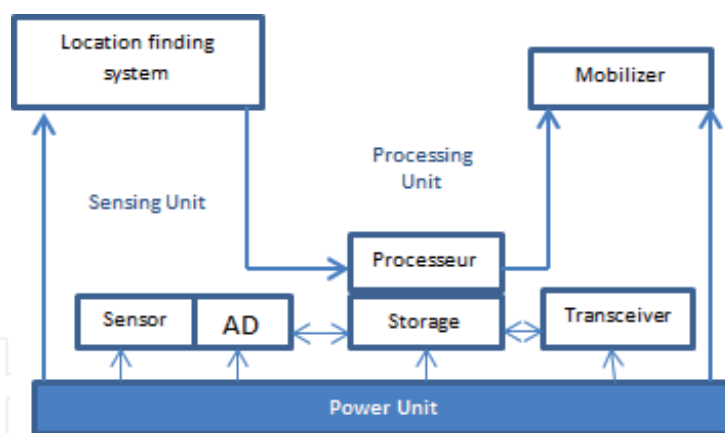 Location finding
system
Mobilizer
Processing
Unit
Sensing Unit
Processeur
Sensor
AD
Storage
Transceiver
Power Unit